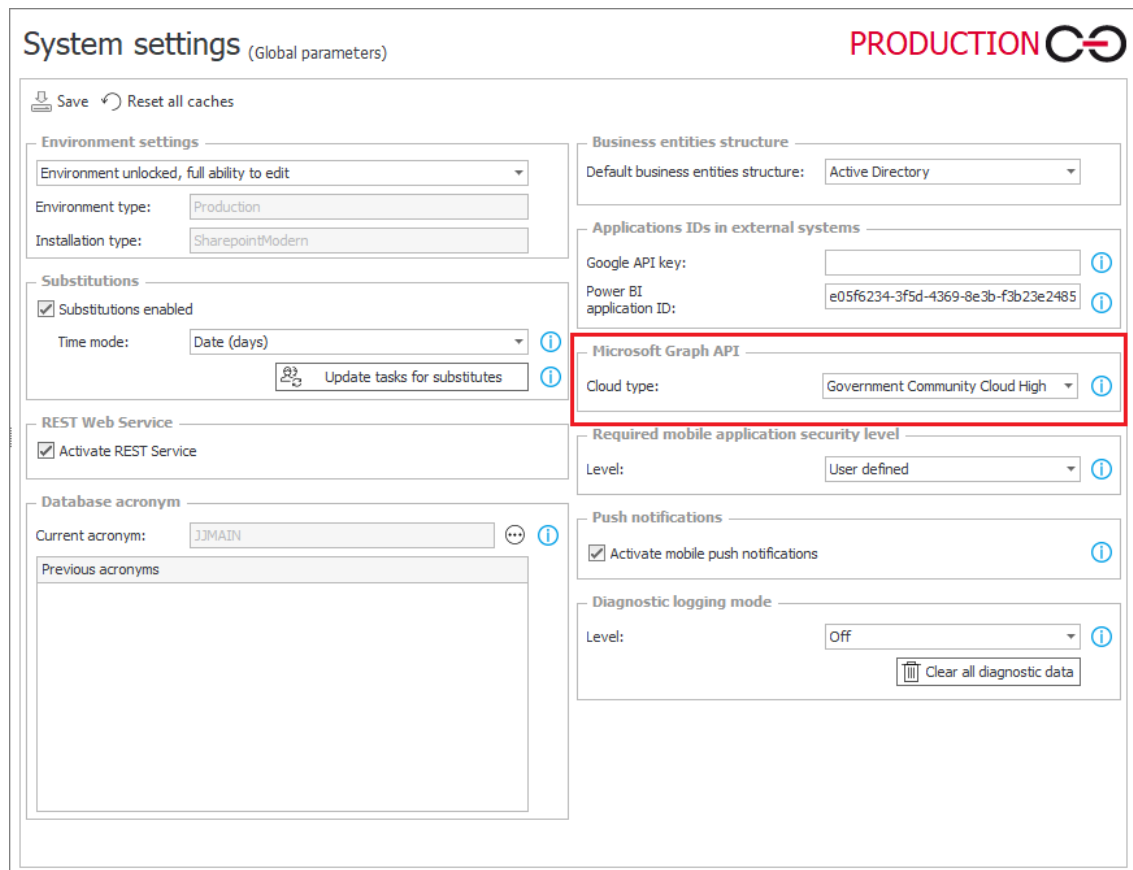 System settings (Global parameters)
PRODUCTION
Save Reset all caches
Environment settings
Environment unlocked, full ability to edit
Environment type: Production
Installation type: SharepointModern
Substitutions
Substitutions enabled
Time mode: Date (days)
Update tasks for substitutes
REST Web Service
Activate REST Service
Database acronym
Current acronym: JJMAIN
Previous acronyms
Business entities structure
Default business entities structure: Active Directory
Applications IDs in external systems
Google API key:
Power BI
application ID: e05f6234-3f5d-4369-8e3b-f3b23e2485
Microsoft Graph API
Cloud type: Government Community Cloud High
Required mobile application security level
Level: User defined
Push notifications
Activate mobile push notifications
Diagnostic logging mode
Level: Off
Clear all diagnostic data